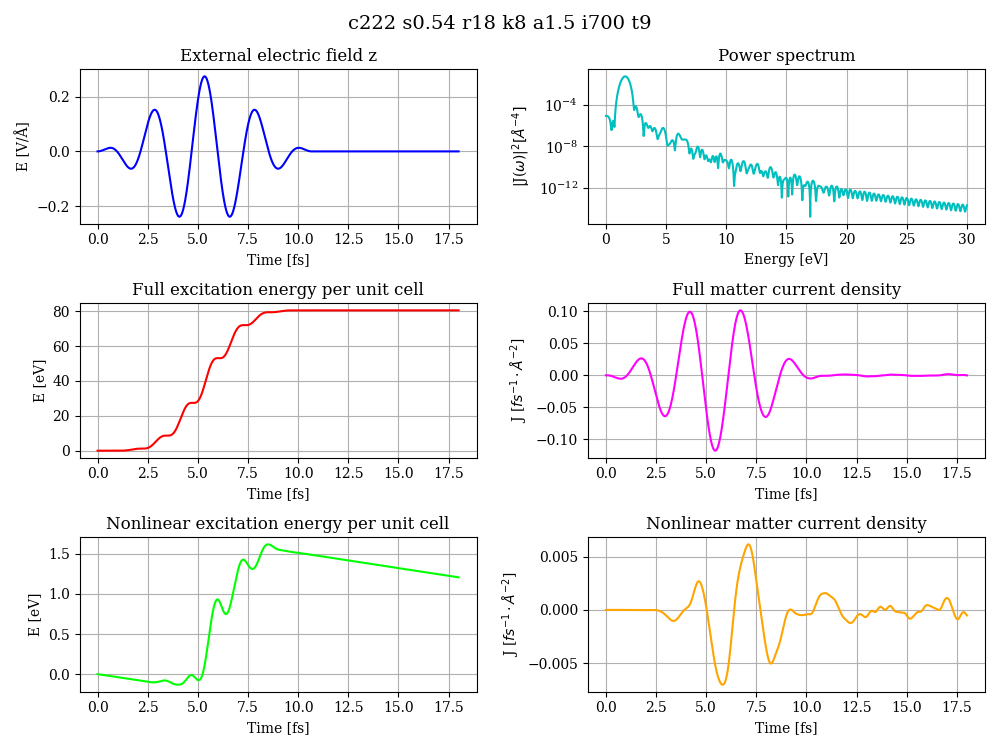 c222 s0.54 r18 k8 a1.5 i700 t9
External electric field z
E [V/Å]
0.2
0.0
−0.2
0.0 2.5 5.0 7.5 10.0 12.5 15.0 17.5
Time [fs]
Power spectrum
|J(ω)|² [Å⁻⁴]
10⁻⁴
10⁻⁸
10⁻¹²
0 5 10 15 20 25 30
Energy [eV]
Full excitation energy per unit cell
E [eV]
80
60
40
20
0
0.0 2.5 5.0 7.5 10.0 12.5 15.0 17.5
Time [fs]
Full matter current density
J [fs⁻¹ · Å⁻²]
0.10
0.05
0.00
−0.05
−0.10
0.0 2.5 5.0 7.5 10.0 12.5 15.0 17.5
Time [fs]
Nonlinear excitation energy per unit cell
E [eV]
1.5
1.0
0.5
0.0
0.0 2.5 5.0 7.5 10.0 12.5 15.0 17.5
Time [fs]
Nonlinear matter current density
J [fs⁻¹ · Å⁻²]
0.005
0.000
−0.005
0.0 2.5 5.0 7.5 10.0 12.5 15.0 17.5
Time [fs]